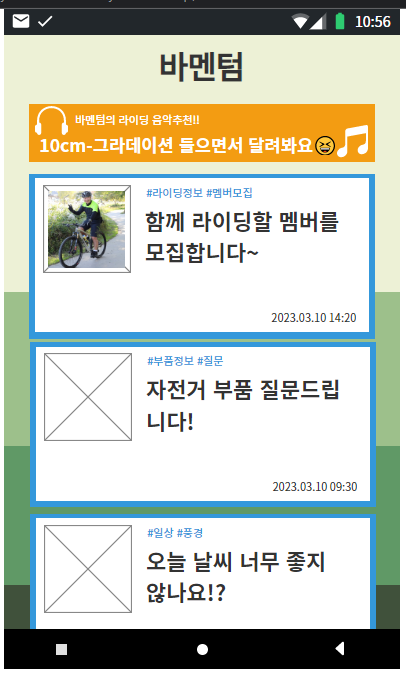 10:56
바멘텀
바멘텀의 라이딩 음악추천!!
10cm-그라데이션 들으면서 달려봐요😆
#라이딩정보 #멤버모집
함께 라이딩할 멤버를
모집합니다~
2023.03.10 14:20
#부품정보 #질문
자전거 부품 질문드립
니다!
2023.03.10 09:30
#일상 #풍경
오늘 날씨 너무 좋지
않나요!?